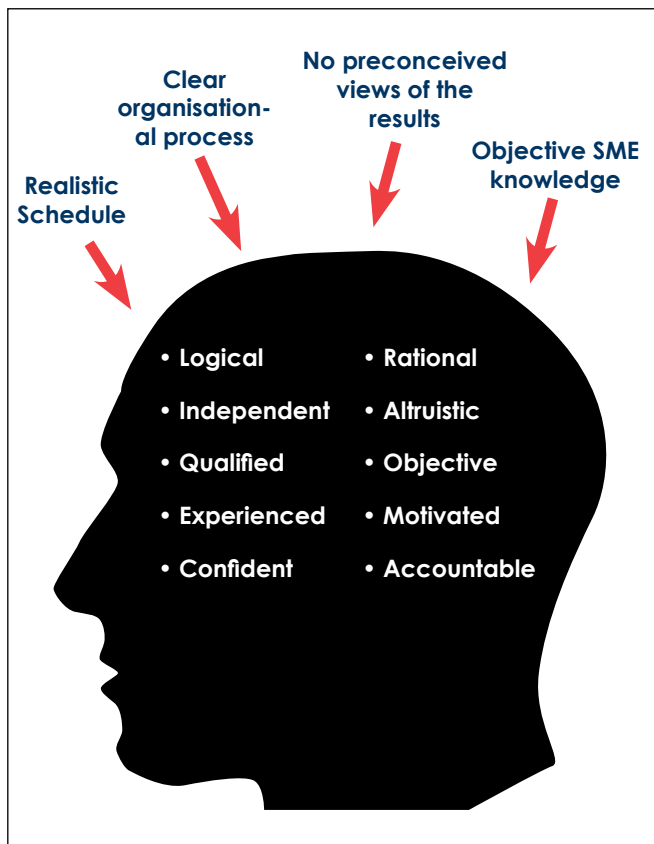 No preconceived
views of the
results
Clear
organisation-
al process
Objective SME
knowledge
Realistic
Schedule
• Logical
• Independent
• Qualified
• Experienced
• Confident
• Rational
• Altruistic
• Objective
• Motivated
• Accountable